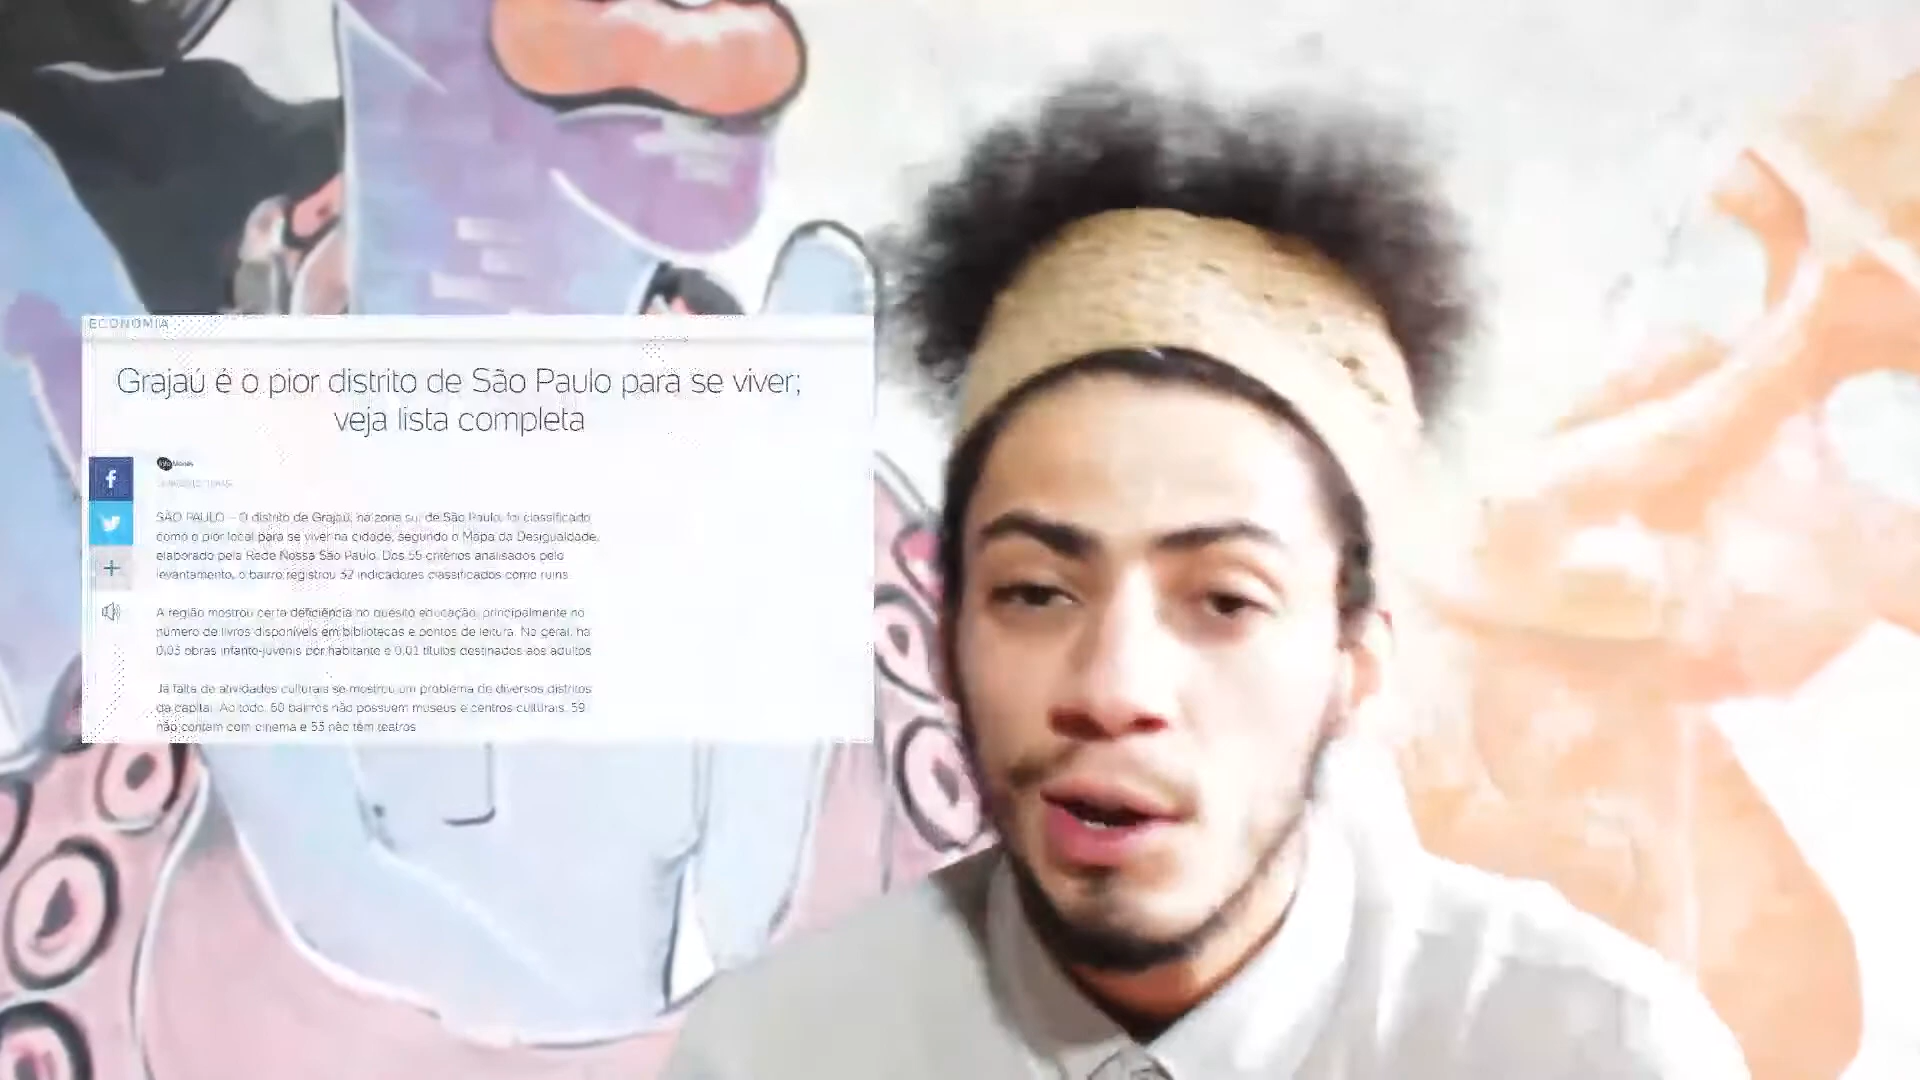 ECONOMIA
Grajaú é o pior distrito de São Paulo para se viver;
veja lista completa
SÃO PAULO – O distrito de Grajaú, na zona sul de São Paulo, foi classificado
como o pior local para se viver na cidade, segundo o Mapa da Desigualdade,
elaborado pela Rede Nossa São Paulo. Dos 55 critérios analisados pelo
levantamento, o bairro registrou 32 indicadores classificados como ruins.
A região mostrou certa deficiência no quesito educação, principalmente no
número de livros disponíveis em bibliotecas e pontos de leitura. No geral, há
0,03 obras infanto-juvenis por habitante e 0,01 títulos destinados aos adultos
Já falta de atividades culturais se mostrou um problema de diversos distritos
da capital. Ao todo, 60 bairros não possuem museus e centros culturais, 59
não contam com cinema e 53 não têm teatros